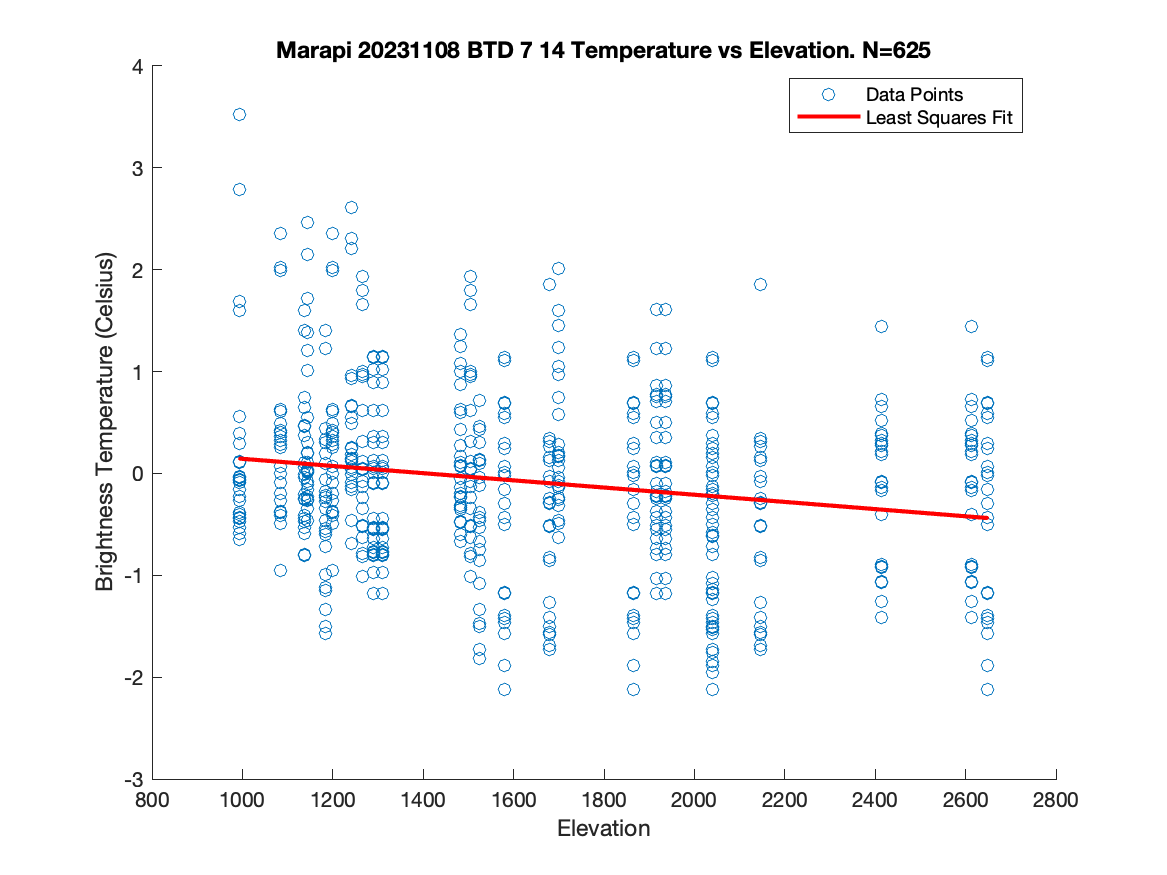 Marapi 20231108 BTD 7 14 Temperature vs Elevation. N=625
Data Points
Least Squares Fit
4
3
2
1
0
-1
-2
-3
Brightness Temperature (Celsius)
800 1000 1200 1400 1600 1800 2000 2200 2400 2600 2800
Elevation